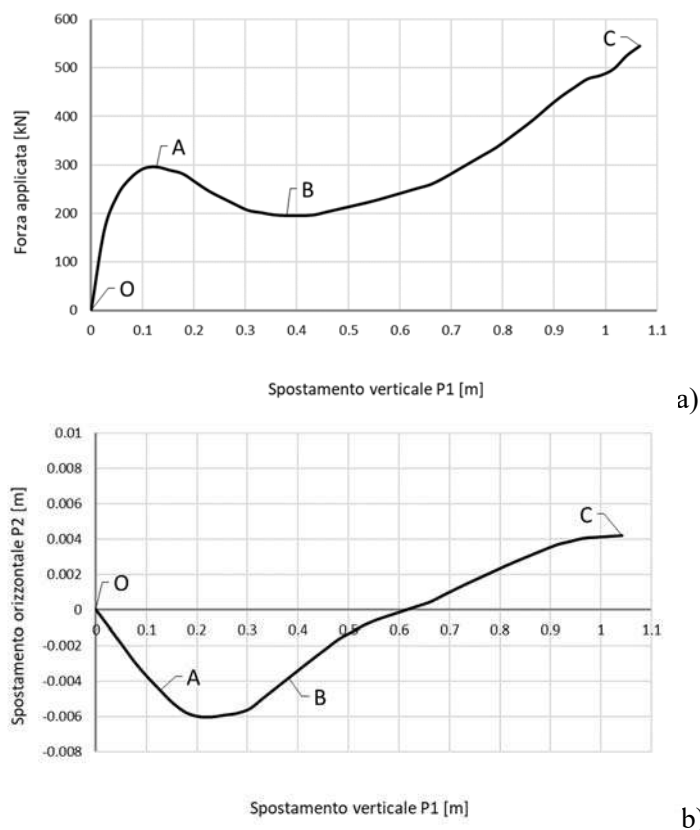 600
500
400
300
200
100
0
Forza applicata [kN]
O
A
B
C
0 0.1 0.2 0.3 0.4 0.5 0.6 0.7 0.8 0.9 1 1.1
Spostamento verticale P1 [m]
a)
0.01
0.008
0.006
0.004
0.002
0
-0.002
-0.004
-0.006
-0.008
Spostamento orizzontale P2 [m]
O
A
B
C
0 0.1 0.2 0.3 0.4 0.5 0.6 0.7 0.8 0.9 1 1.1
Spostamento verticale P1 [m]
b)